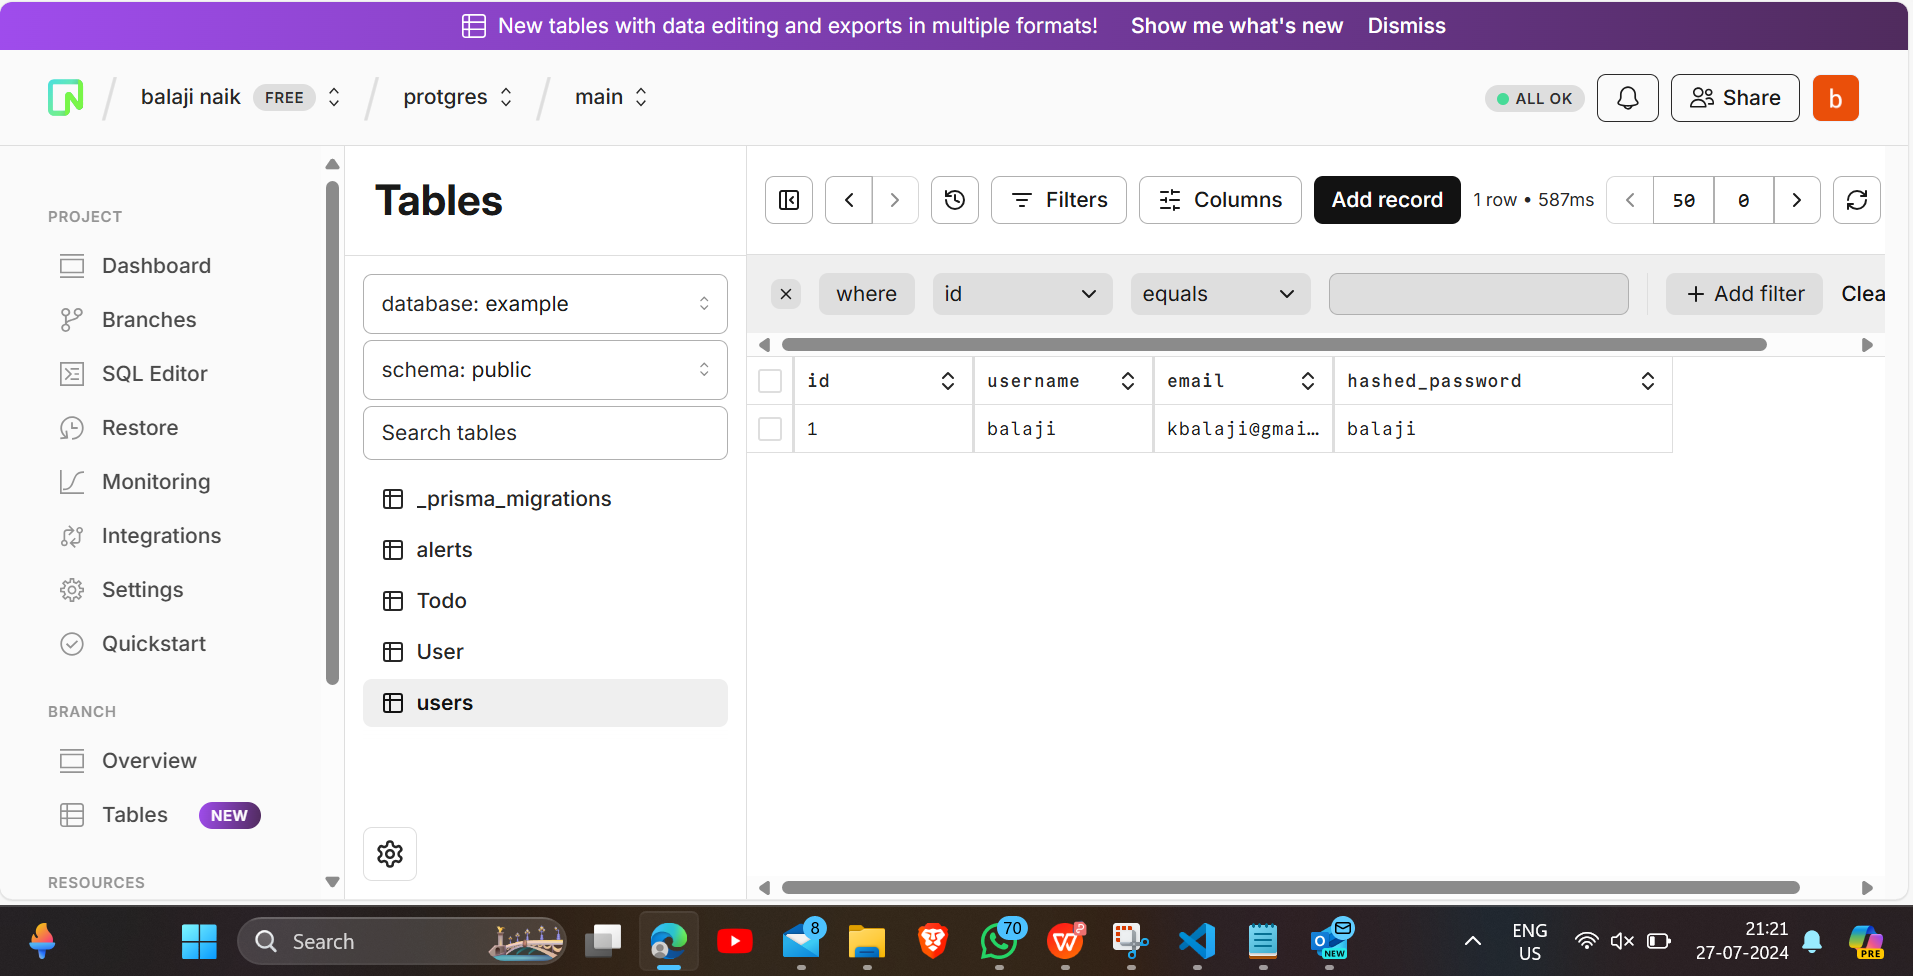 New tables with data editing and exports in multiple formats! Show me what's new Dismiss
balaji naik FREE protgres main ALL OK Share b
PROJECT
Dashboard
Branches
SQL Editor
Restore
Monitoring
Integrations
Settings
Quickstart
BRANCH
Overview
Tables NEW
RESOURCES
Tables
database: example
schema: public
Search tables
_prisma_migrations
alerts
Todo
User
users
Filters Columns Add record 1 row • 587ms 50 0
where id equals Add filter Clea
id username email hashed_password
1 balaji kbalaji@gmai… balaji
Search 8 70 NEW ENG 21:21 PRE
US 27-07-2024